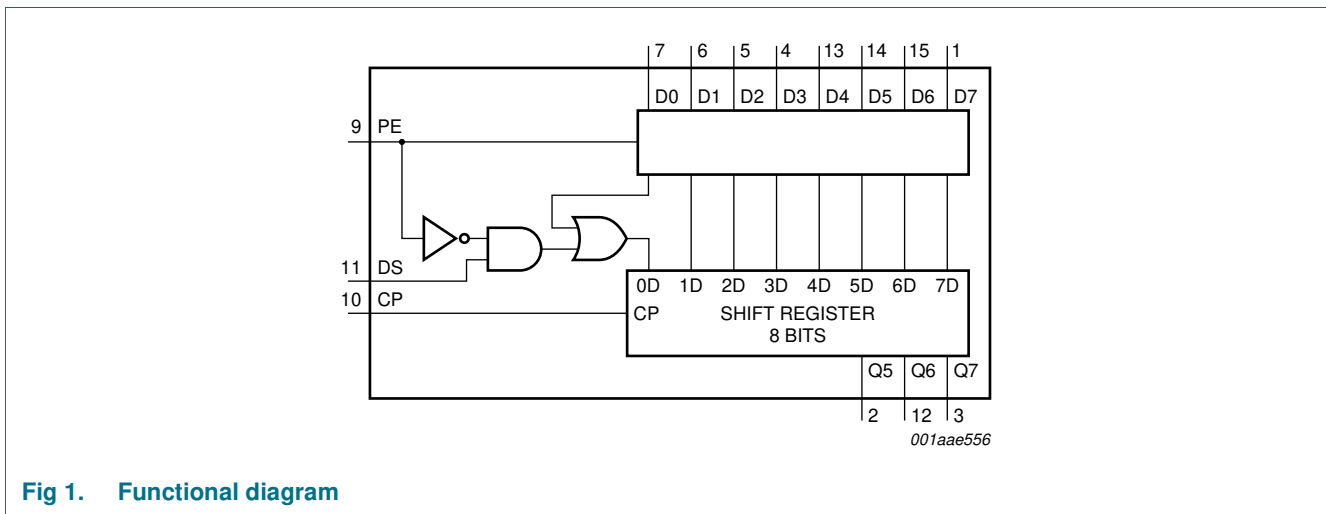 7 6 5 4 13 14 15 1
D0 D1 D2 D3 D4 D5 D6 D7
9 PE
11 DS
10 CP
0D 1D 2D 3D 4D 5D 6D 7D
CP SHIFT REGISTER
8 BITS
Q5 Q6 Q7
2 12 3
001aae556
Fig 1. Functional diagram